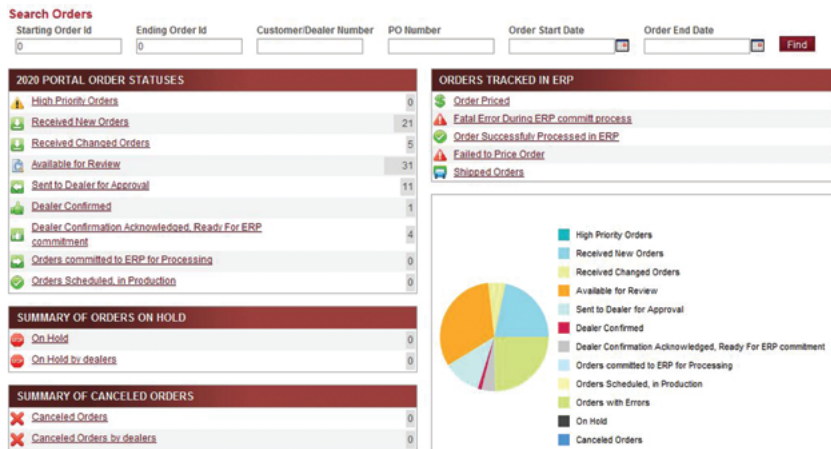 Search Orders
Starting Order Id Ending Order Id Customer/Dealer Number PO Number Order Start Date Order End Date
0 0 Find
2020 PORTAL ORDER STATUSES
High Priority Orders 0
Received New Orders 21
Received Changed Orders 5
Available for Review 31
Sent to Dealer for Approval 11
Dealer Confirmed 1
Dealer Confirmation Acknowledged, Ready For ERP
commitment 4
Orders committed to ERP for Processing 0
Orders Scheduled, in Production 0
SUMMARY OF ORDERS ON HOLD
On Hold 0
On Hold by dealers 0
SUMMARY OF CANCELED ORDERS
Canceled Orders 0
Canceled Orders by dealers 0
ORDERS TRACKED IN ERP
Order Priced
Fatal Error During ERP committ process
Order Successfuly Processed in ERP
Failed to Price Order
Shipped Orders
High Priority Orders
Received New Orders
Received Changed Orders
Available for Review
Sent to Dealer for Approval
Dealer Confirmed
Dealer Confirmation Acknowledged, Ready For ERP commitment
Orders committed to ERP for Processing
Orders Scheduled, in Production
Orders with Errors
On Hold
Canceled Orders